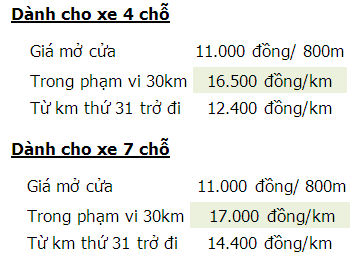 Dành cho xe 4 chỗ
Giá mở cửa 11.000 đồng/ 800m
Trong phạm vi 30km 16.500 đồng/km
Từ km thứ 31 trở đi 12.400 đồng/km
Dành cho xe 7 chỗ
Giá mở cửa 11.000 đồng/ 800m
Trong phạm vi 30km 17.000 đồng/km
Từ km thứ 31 trở đi 14.400 đồng/km